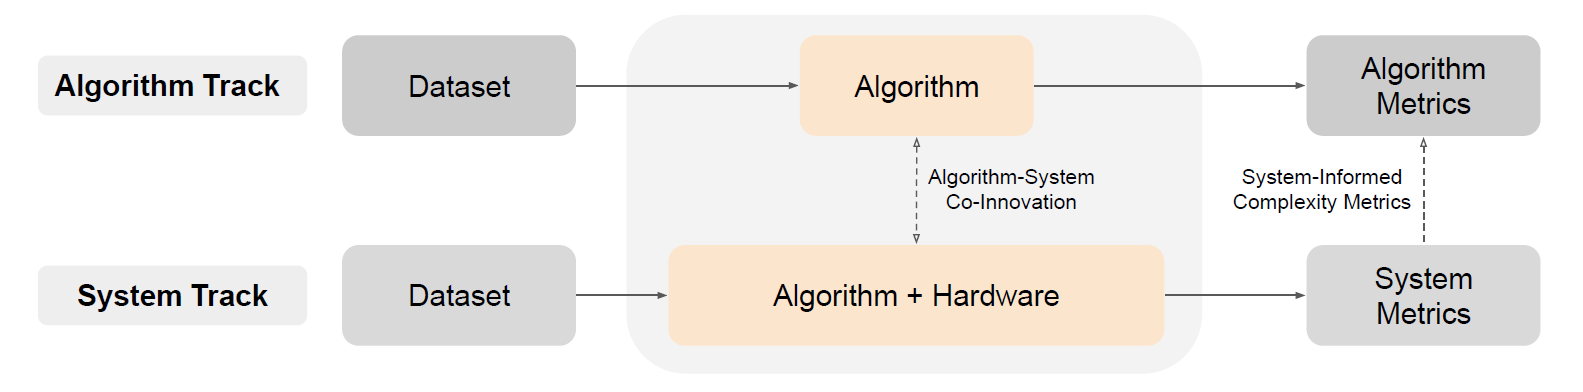 Algorithm Track
Dataset
Algorithm
Algorithm
Metrics
Algorithm-System
Co-Innovation
System-Informed
Complexity Metrics
System Track
Dataset
Algorithm + Hardware
System
Metrics